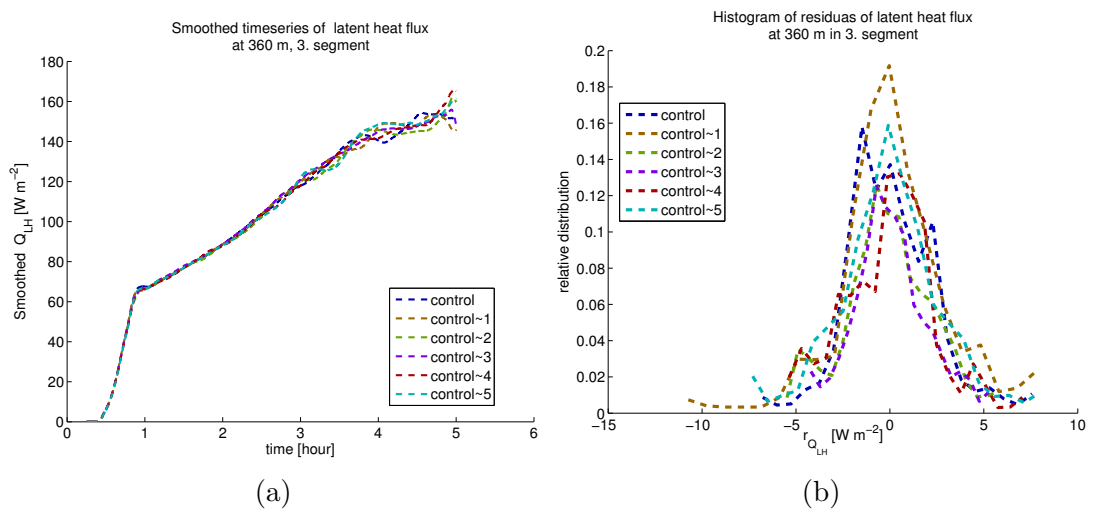 Smoothed timeseries of latent heat flux
at 360 m, 3. segment
180
160
140
120
100
80
60
40
20
0
Smoothed Q_LH [W m−2]
0 1 2 3 4 5 6
time [hour]
control
control~1
control~2
control~3
control~4
control~5
(a)
Histogram of residuas of latent heat flux
at 360 m in 3. segment
0.2
0.18
0.16
0.14
0.12
0.1
0.08
0.06
0.04
0.02
0
relative distribution
−15 −10 −5 0 5 10
r_Q_LH [W m−2]
control
control~1
control~2
control~3
control~4
control~5
(b)